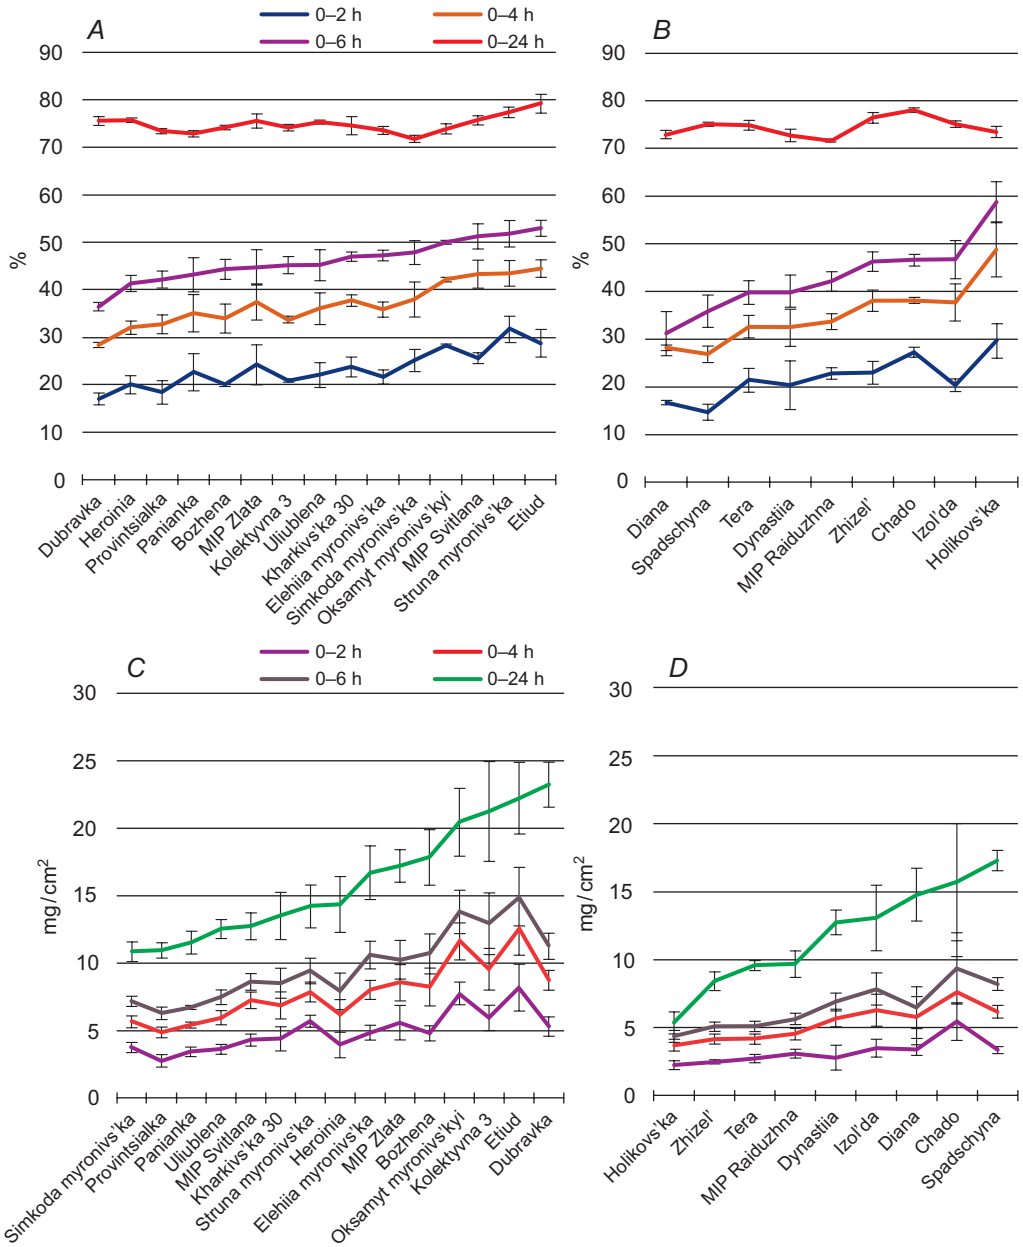 A
0–2 h
0–4 h
0–6 h
0–24 h
B
90
80
70
60
50
40
30
20
10
0
%
90
80
70
60
50
40
30
20
10
0
%
Dubravka
Heroinia
Provintsialka
Panianka
Bozhena
MIP Zlata
Kolektyvna 3
Uliublena
Kharkivs'ka 30
Elehiia myronivs'ka
Simkoda myronivs'ka
Oksamyt myronivs'kyi
MIP Svitlana
Struna myronivs'ka
Etiud
Diana
Spadschyna
Tera
Dynastiia
MIP Raiduzhna
Zhizel'
Chado
Izol'da
Holikovs'ka
C
0–2 h
0–4 h
0–6 h
0–24 h
D
30
25
20
15
10
5
0
mg/cm²
30
25
20
15
10
5
0
mg/cm²
Simkoda myronivs'ka
Provintsialka
Panianka
Uliublena
MIP Svitlana
Kharkivs'ka 30
Struna myronivs'ka
Heroinia
Elehiia myronivs'ka
MIP Zlata
Bozhena
Oksamyt myronivs'kyi
Kolektyvna 3
Etiud
Dubravka
Holikovs'ka
Zhizel'
Tera
MIP Raiduzhna
Dynastiia
Izol'da
Diana
Chado
Spadschyna